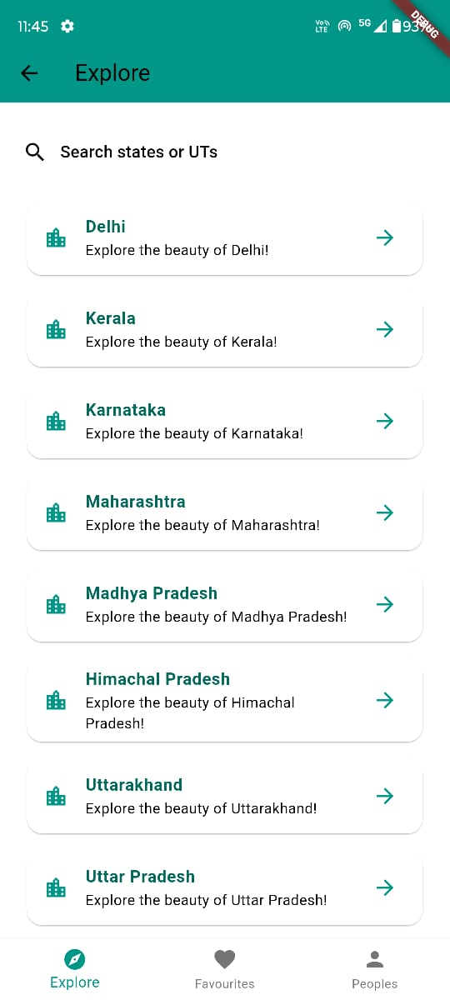 11:45
Vo)) LTE 5G 93%
DEBUG
Explore
Search states or UTs
Delhi
Explore the beauty of Delhi!
Kerala
Explore the beauty of Kerala!
Karnataka
Explore the beauty of Karnataka!
Maharashtra
Explore the beauty of Maharashtra!
Madhya Pradesh
Explore the beauty of Madhya Pradesh!
Himachal Pradesh
Explore the beauty of Himachal
Pradesh!
Uttarakhand
Explore the beauty of Uttarakhand!
Uttar Pradesh
Explore the beauty of Uttar Pradesh!
Explore Favourites Peoples